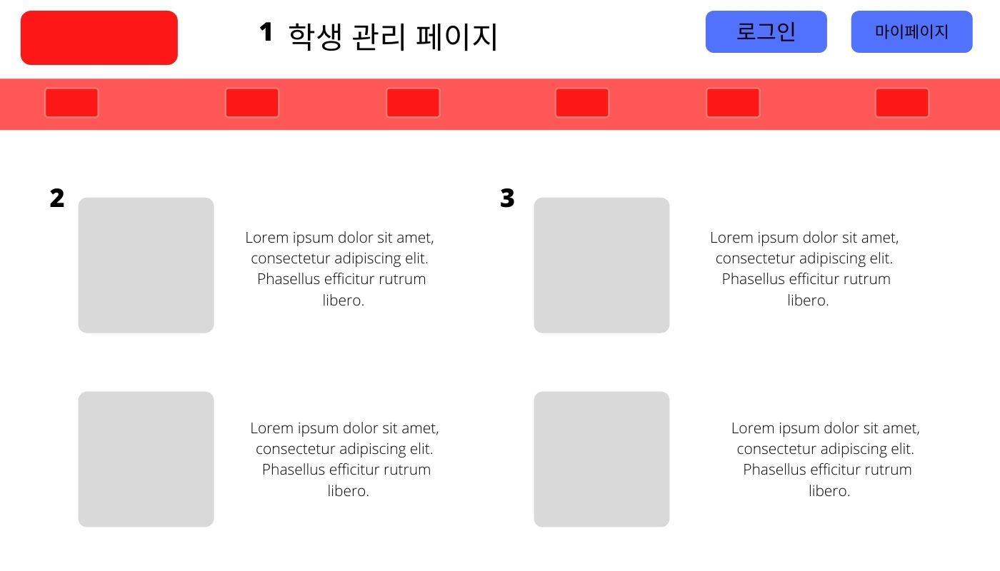 1 학생 관리 페이지
로그인
마이페이지
2
Lorem ipsum dolor sit amet,
consectetur adipiscing elit.
Phasellus efficitur rutrum
libero.
3
Lorem ipsum dolor sit amet,
consectetur adipiscing elit.
Phasellus efficitur rutrum
libero.
Lorem ipsum dolor sit amet,
consectetur adipiscing elit.
Phasellus efficitur rutrum
libero.
Lorem ipsum dolor sit amet,
consectetur adipiscing elit.
Phasellus efficitur rutrum
libero.